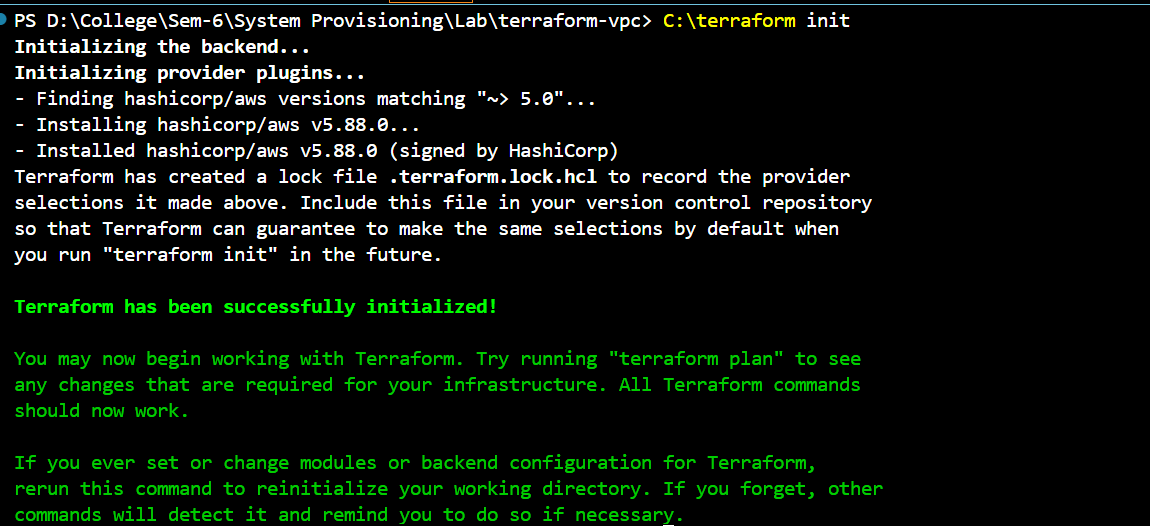 PS D:\College\Sem-6\System Provisioning\Lab\terraform-vpc> C:\terraform init
Initializing the backend...
Initializing provider plugins...
- Finding hashicorp/aws versions matching "~> 5.0"...
- Installing hashicorp/aws v5.88.0...
- Installed hashicorp/aws v5.88.0 (signed by HashiCorp)
Terraform has created a lock file .terraform.lock.hcl to record the provider
selections it made above. Include this file in your version control repository
so that Terraform can guarantee to make the same selections by default when
you run "terraform init" in the future.
Terraform has been successfully initialized!
You may now begin working with Terraform. Try running "terraform plan" to see
any changes that are required for your infrastructure. All Terraform commands
should now work.
If you ever set or change modules or backend configuration for Terraform,
rerun this command to reinitialize your working directory. If you forget, other
commands will detect it and remind you to do so if necessary.